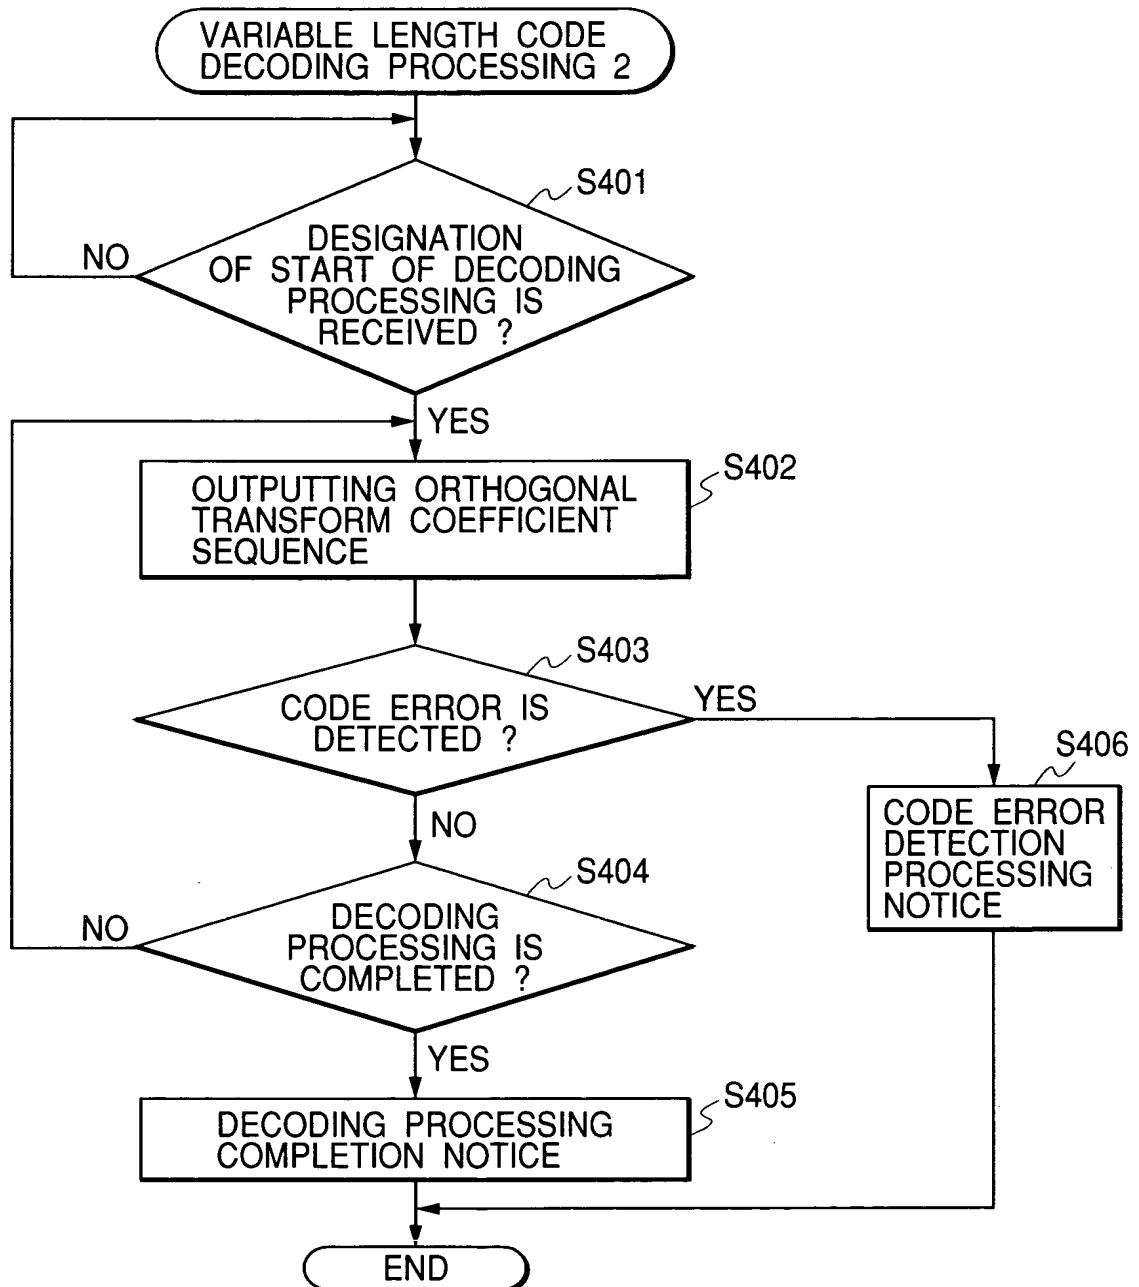 VARIABLE LENGTH CODE
DECODING PROCESSING 2
S401
DESIGNATION
OF START OF DECODING
PROCESSING IS
RECEIVED ?
NO
YES
S402
OUTPUTTING ORTHOGONAL
TRANSFORM COEFFICIENT
SEQUENCE
S403
CODE ERROR IS
DETECTED ?
YES
NO
S406
CODE ERROR
DETECTION
PROCESSING
NOTICE
S404
DECODING
PROCESSING IS
COMPLETED ?
NO
YES
S405
DECODING PROCESSING
COMPLETION NOTICE
END